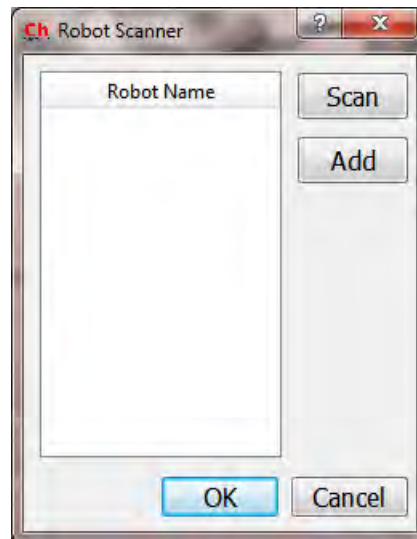 Ch Robot Scanner
?
X
Robot Name
Scan
Add
OK
Cancel